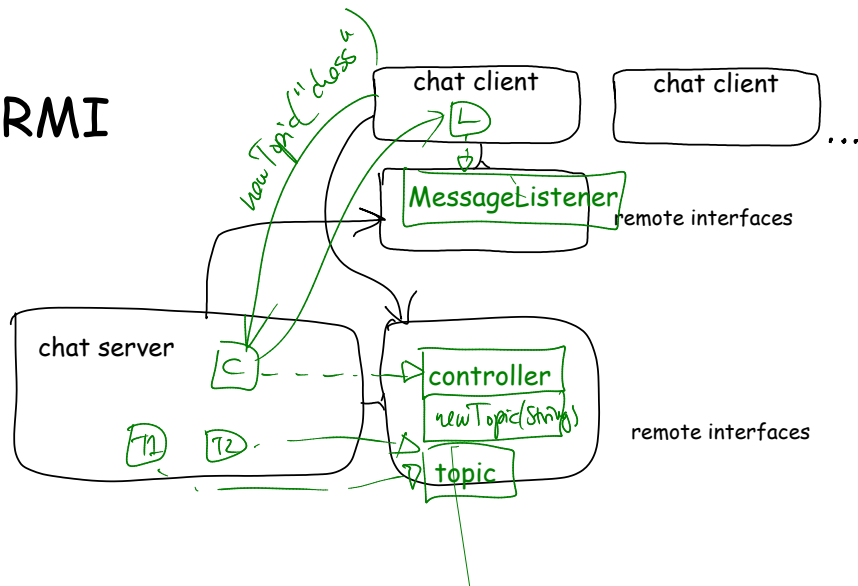 RMI
newTopic("chess"
chat client
chat client
L
...
MessageListener
remote interfaces
chat server
C
controller
newTopic(String)
T1
T2
topic
remote interfaces